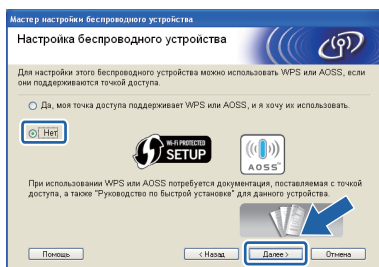 Мастер настройки беспроводного устройства
Настройка беспроводного устройства
Для настройки этого беспроводного устройства можно использовать WPS или AOSS, если
они поддерживаются точкой доступа.
Да, моя точка доступа поддерживает WPS или AOSS, и я хочу их использовать.
Нет
Wi-Fi PROTECTED
SETUP
AOSS™
При использовании WPS или AOSS потребуется документация, поставляемая с точкой
доступа, а также "Руководство по быстрой установке" для данного устройства.
Помощь
< Назад
Далее >
Отмена